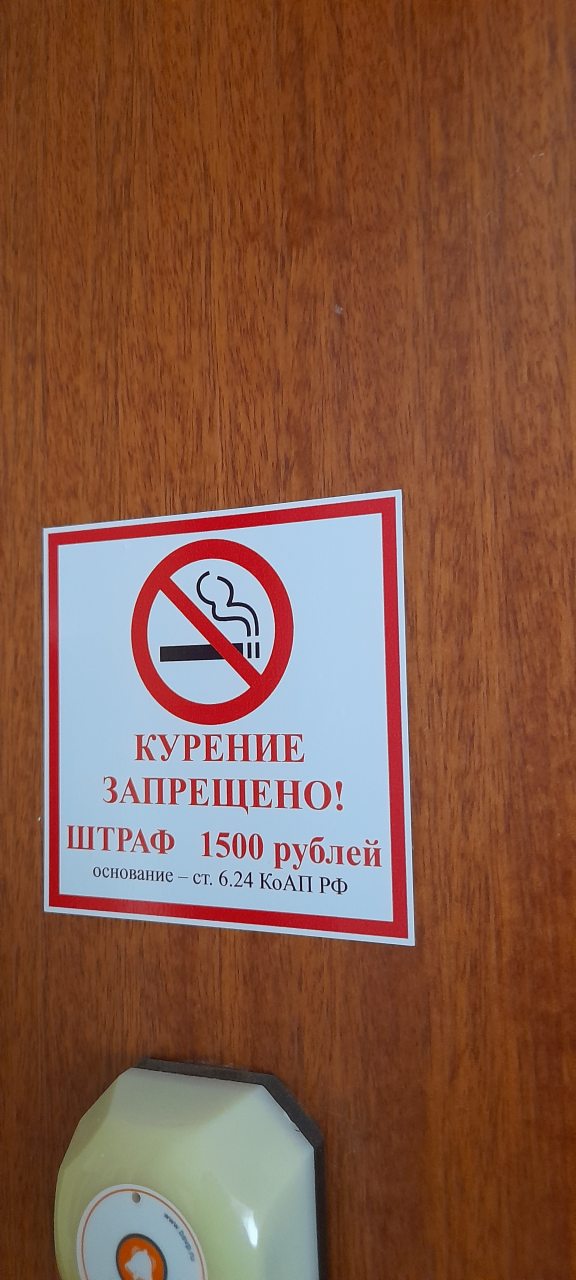 КУРЕНИЕ
ЗАПРЕЩЕНО!
ШТРАФ 1500 рублей
основание – ст. 6.24 КоАП РФ